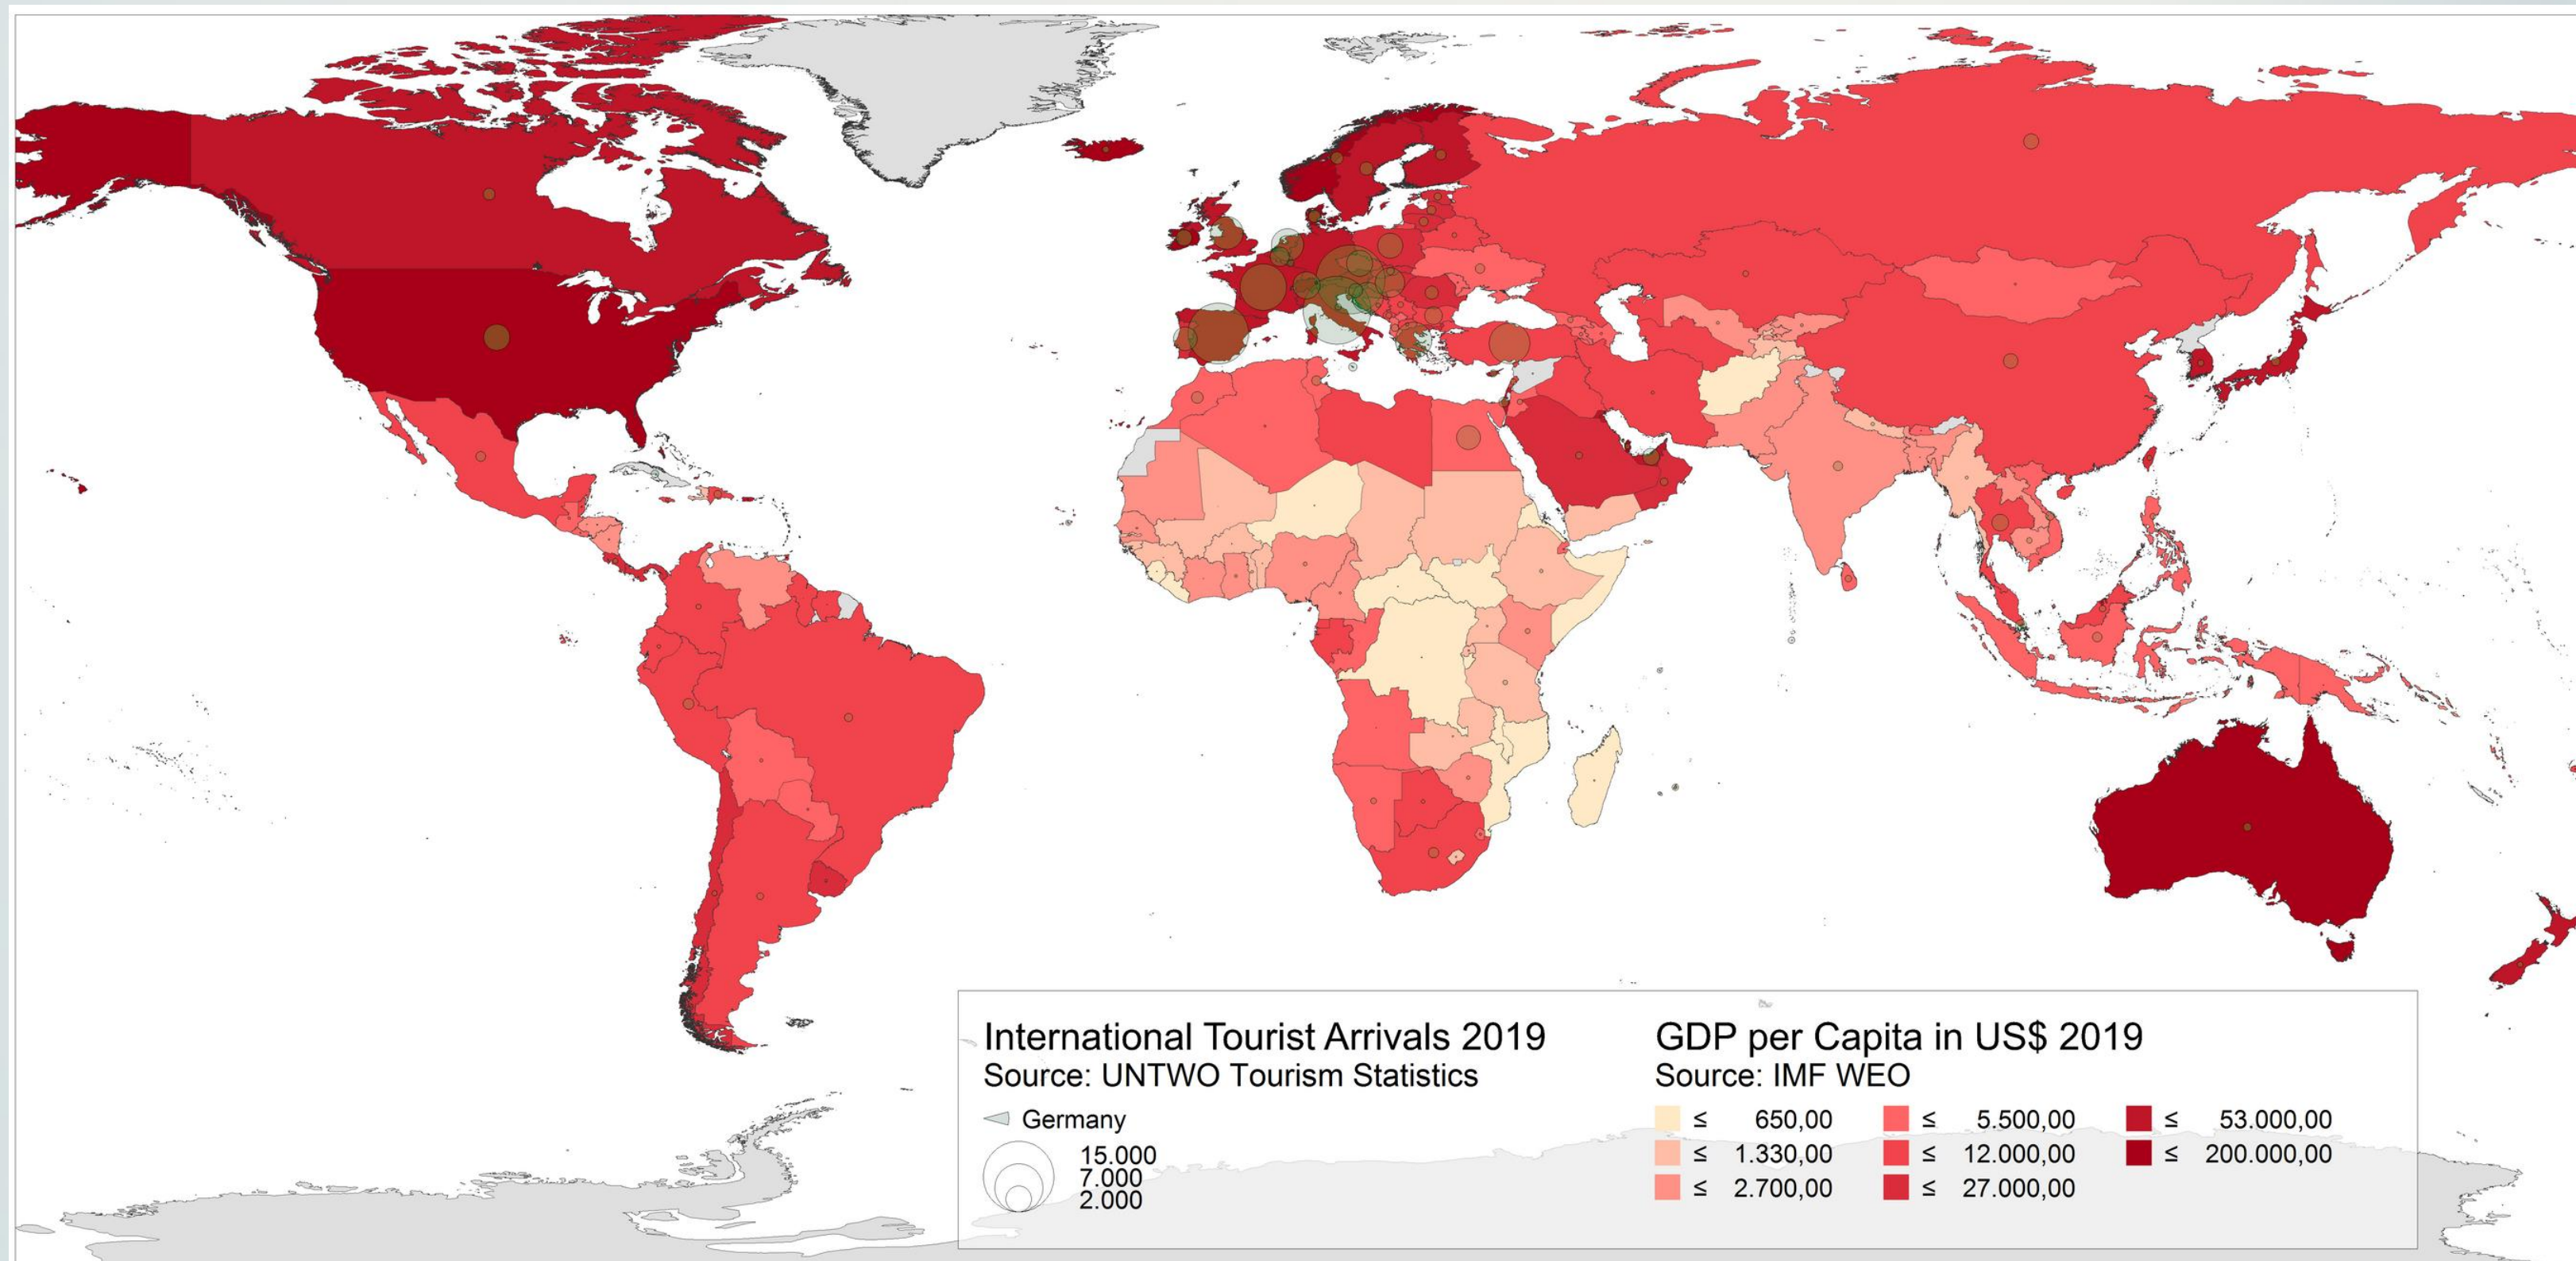 International Tourist Arrivals 2019
Source: UNTWO Tourism Statistics
Germany
15.000
7.000
2.000
GDP per Capita in US$ 2019
Source: IMF WEO
≤ 650,00
≤ 1.330,00
≤ 2.700,00
≤ 5.500,00
≤ 12.000,00
≤ 27.000,00
≤ 53.000,00
≤ 200.000,00